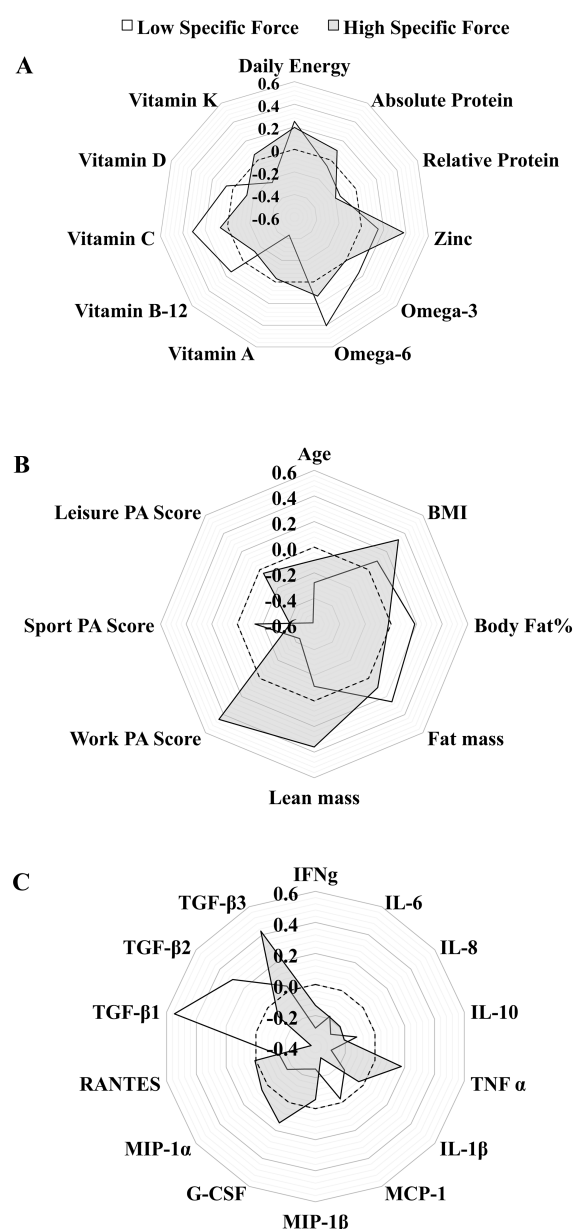 Low Specific Force High Specific Force
A
Daily Energy
Vitamin K Absolute Protein
Vitamin D Relative Protein
Vitamin C Zinc
Vitamin B-12 Omega-3
Vitamin A Omega-6
0.6
0.4
0.2
0
-0.2
-0.4
-0.6
B
Age
Leisure PA Score BMI
Sport PA Score Body Fat%
Work PA Score Fat mass
Lean mass
0.6
0.4
0.2
0.0
-0.2
-0.4
-0.6
C
IFNg
TGF-β3 IL-6
TGF-β2 IL-8
TGF-β1 IL-10
RANTES TNF α
MIP-1α IL-1β
G-CSF MCP-1
MIP-1β
0.6
0.4
0.2
0.0
-0.2
-0.4